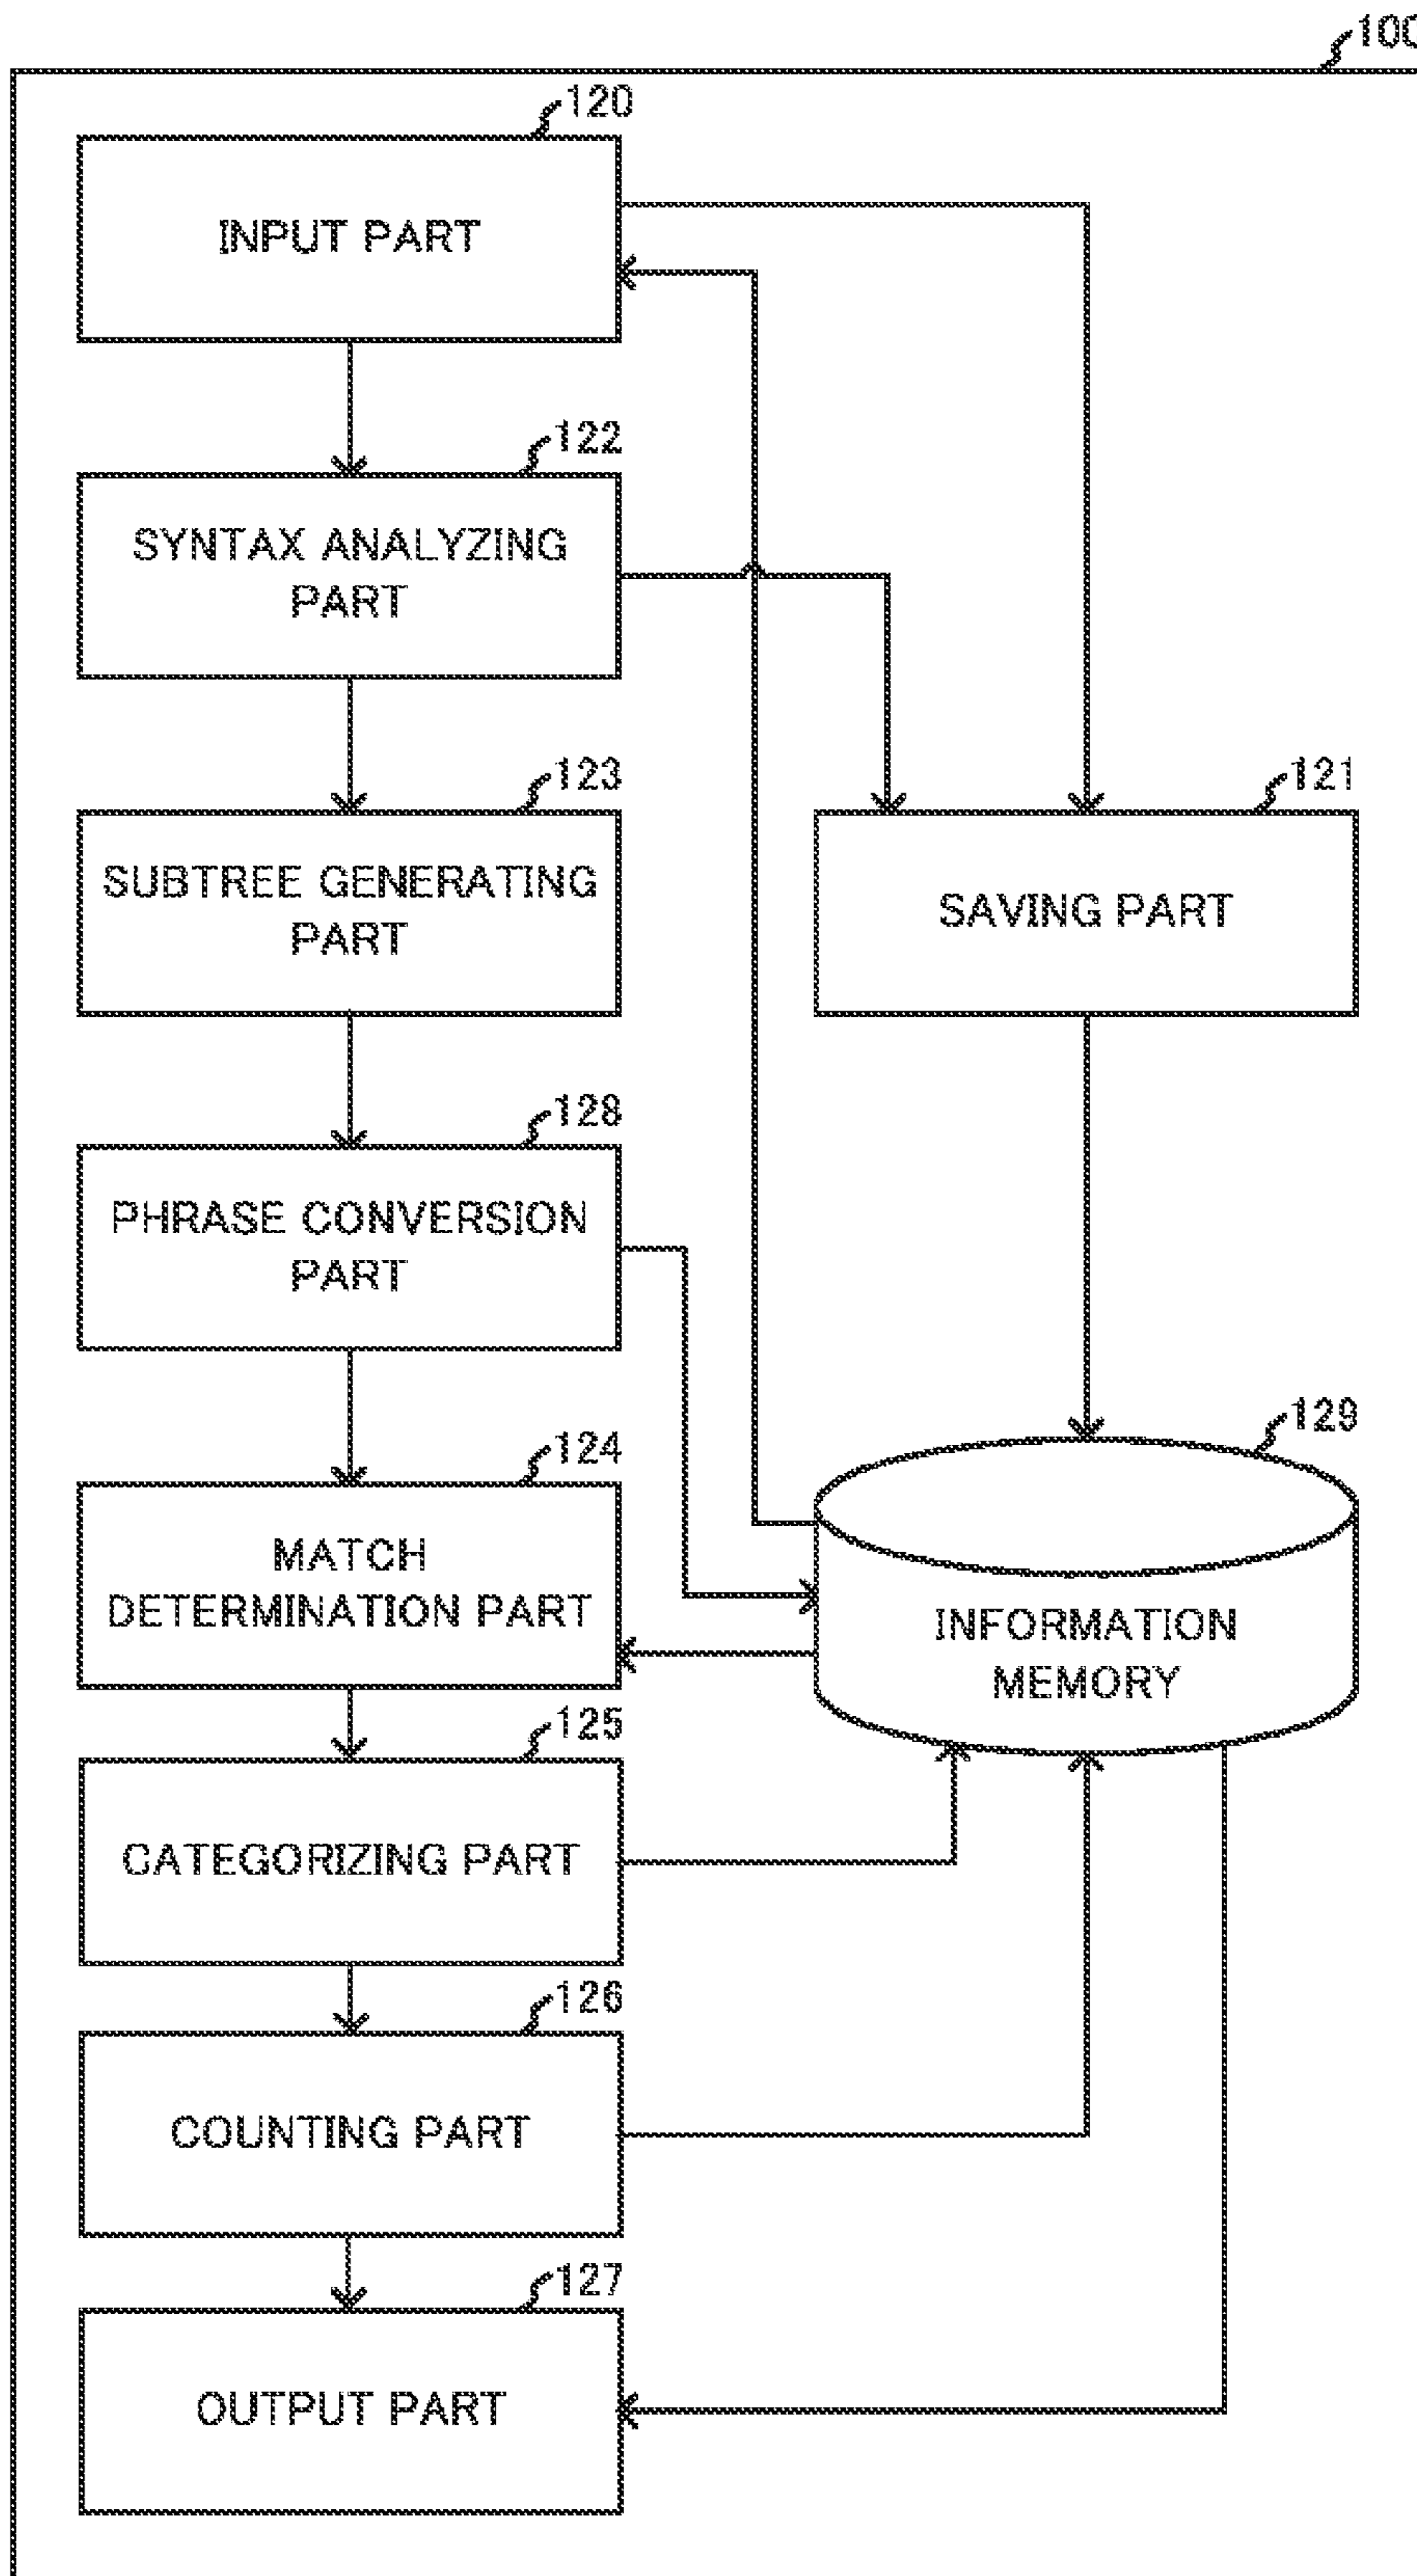 100
120
INPUT PART
122
SYNTAX ANALYZING
PART
123
SUBTREE GENERATING
PART
121
SAVING PART
128
PHRASE CONVERSION
PART
124
MATCH
DETERMINATION PART
129
INFORMATION
MEMORY
125
CATEGORIZING PART
126
COUNTING PART
127
OUTPUT PART